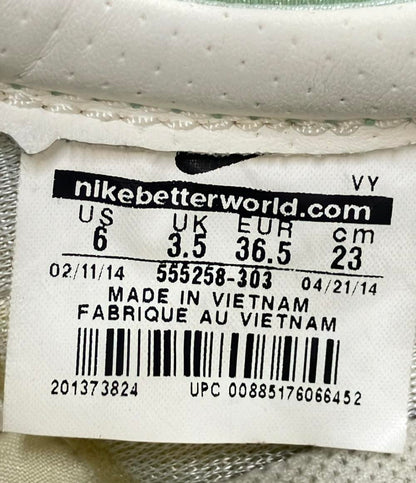 VY
nikebetterworld.com
US UK EUR cm
6 3.5 36.5 23
02/11/14 555258-303 04/21/14
MADE IN VIETNAM
FABRIQUE AU VIETNAM
201373824 UPC 00885176066452